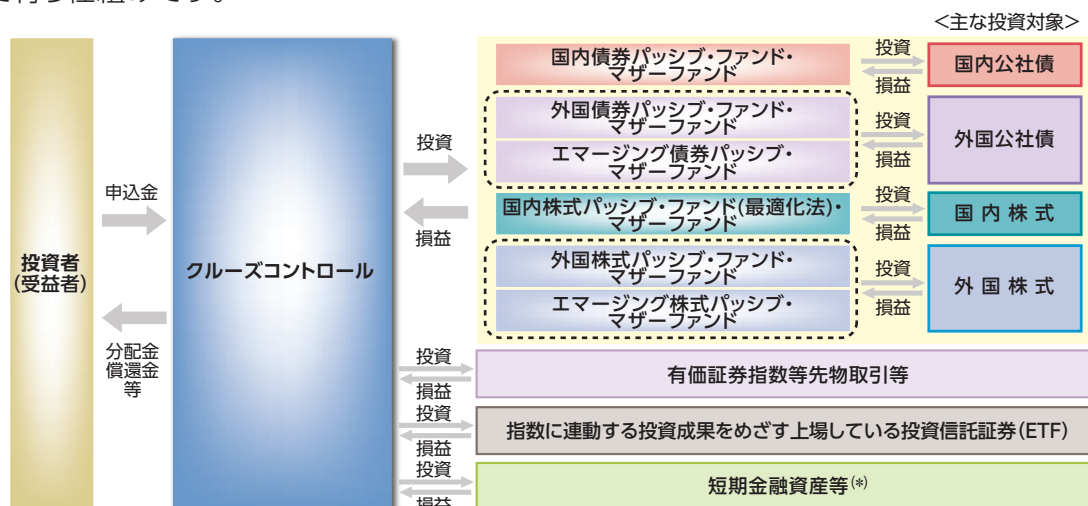 ＜主な投資対象＞
投資者
(受益者)
申込金
分配金
償還金
等
クルーズコントロール
投資
損益
国内債券パッシブ・ファンド・
マザーファンド
投資
損益
国内公社債
外国債券パッシブ・ファンド・
マザーファンド
エマージング債券パッシブ・
マザーファンド
投資
損益
外国公社債
国内株式パッシブ・ファンド(最適化法)・
マザーファンド
投資
損益
国内株式
外国株式パッシブ・ファンド・
マザーファンド
エマージング株式パッシブ・
マザーファンド
投資
損益
外国株式
投資
損益
有価証券指数等先物取引等
投資
損益
指数に連動する投資成果をめざす上場している投資信託証券(ETF)
投資
損益
短期金融資産等(*)